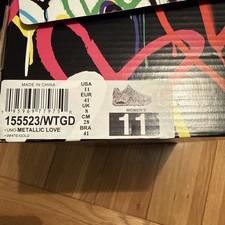 MADE IN CHINA
155523/WTGD
UNO-METALLIC LOVE
WHITE/GOLD
USA
11
EUR
41
UK
8
CM
28
BRA
41
WOMEN'S
11